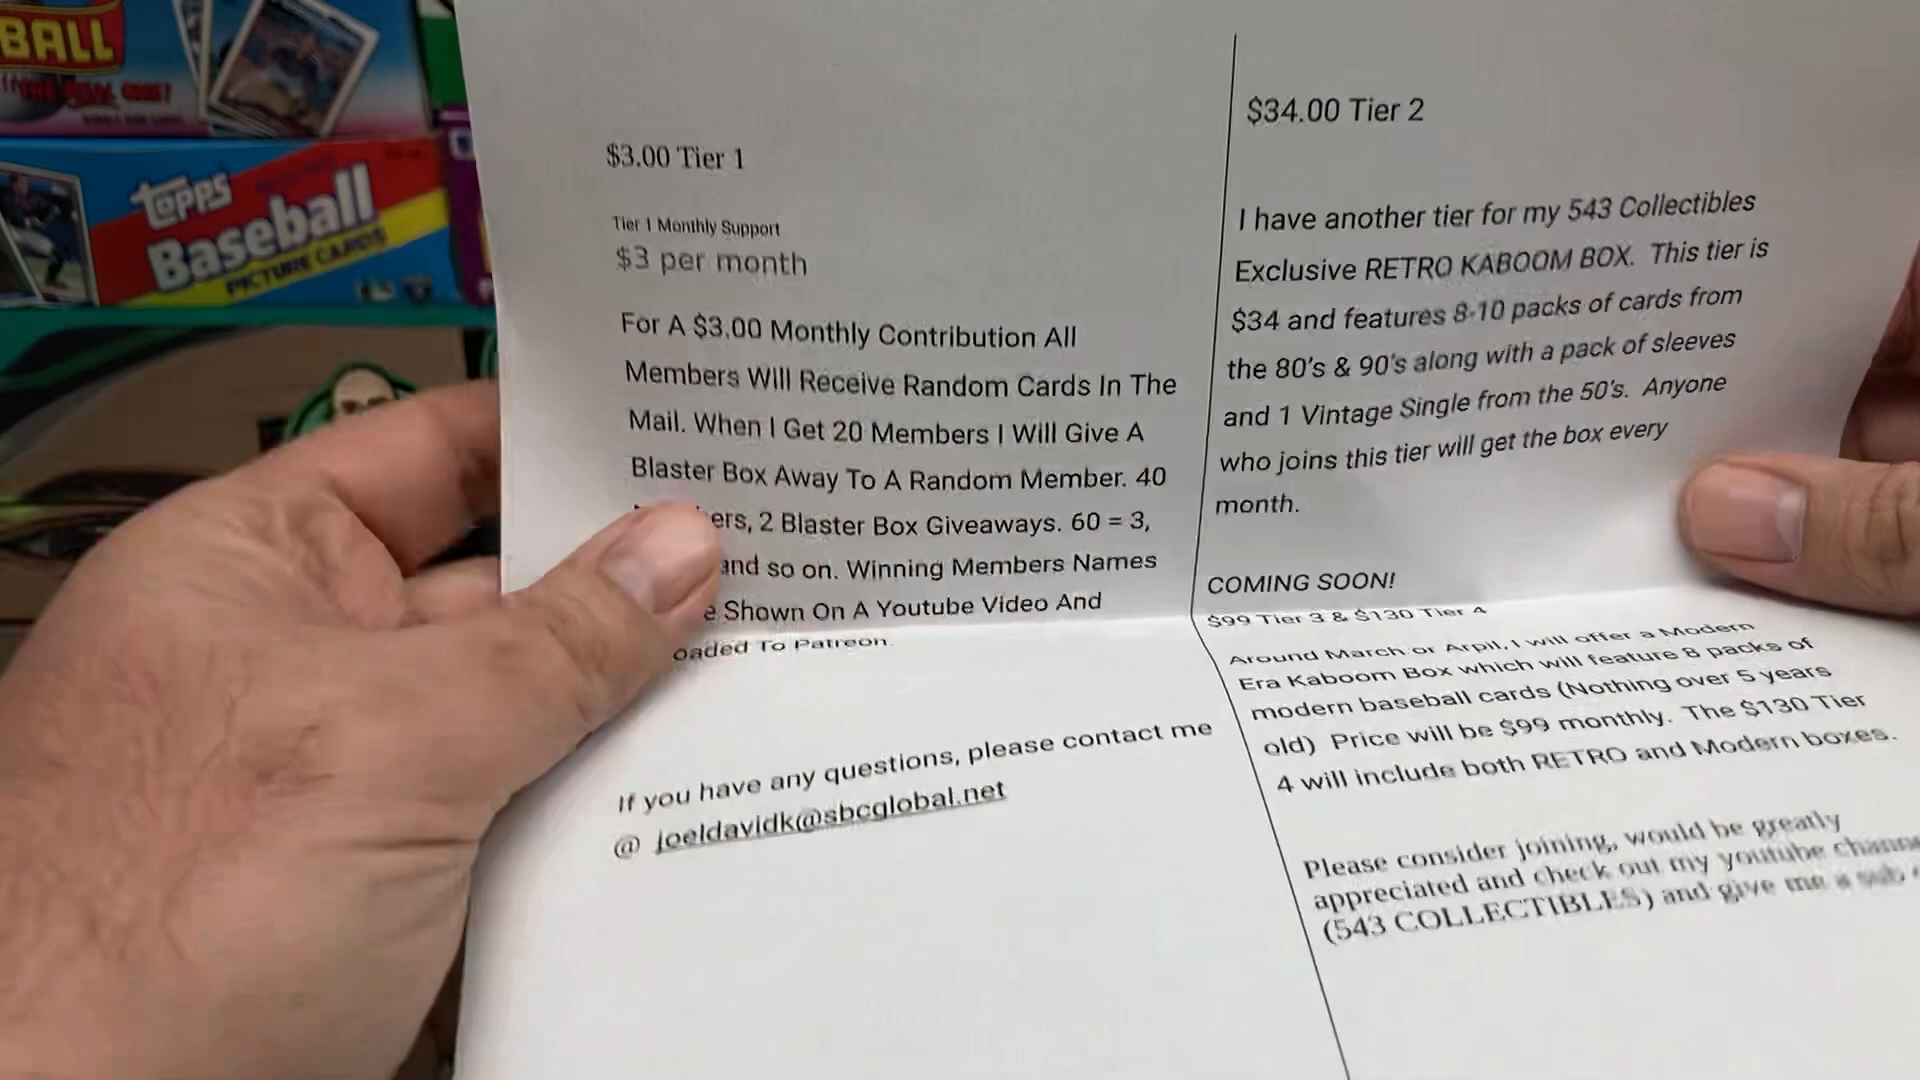 BALL
TOPPS
Baseball
PICTURE CARDS
$3.00 Tier 1
Tier 1 Monthly Support
$3 per month
For A $3.00 Monthly Contribution All
Members Will Receive Random Cards In The
Mail. When I Get 20 Members I Will Give A
Blaster Box Away To A Random Member. 40
ers, 2 Blaster Box Giveaways. 60 = 3,
and so on. Winning Members Names
e Shown On A Youtube Video And
oaded To Patreon.
If you have any questions, please contact me
@ joeldavidk@sbcglobal.net
$34.00 Tier 2
I have another tier for my 543 Collectibles
Exclusive RETRO KABOOM BOX. This tier is
$34 and features 8-10 packs of cards from
the 80's & 90's along with a pack of sleeves
and 1 Vintage Single from the 50's. Anyone
who joins this tier will get the box every
month.
COMING SOON!
$99 Tier 3 & $130 Tier 4
Around March or Arpil, I will offer a Modern
Era Kaboom Box which will feature 8 packs of
modern baseball cards (Nothing over 5 years
old) Price will be $99 monthly. The $130 Tier
4 will include both RETRO and Modern boxes.
Please consider joining, would be greatly
appreciated and check out my youtube channe
(543 COLLECTIBLES) and give me a sub